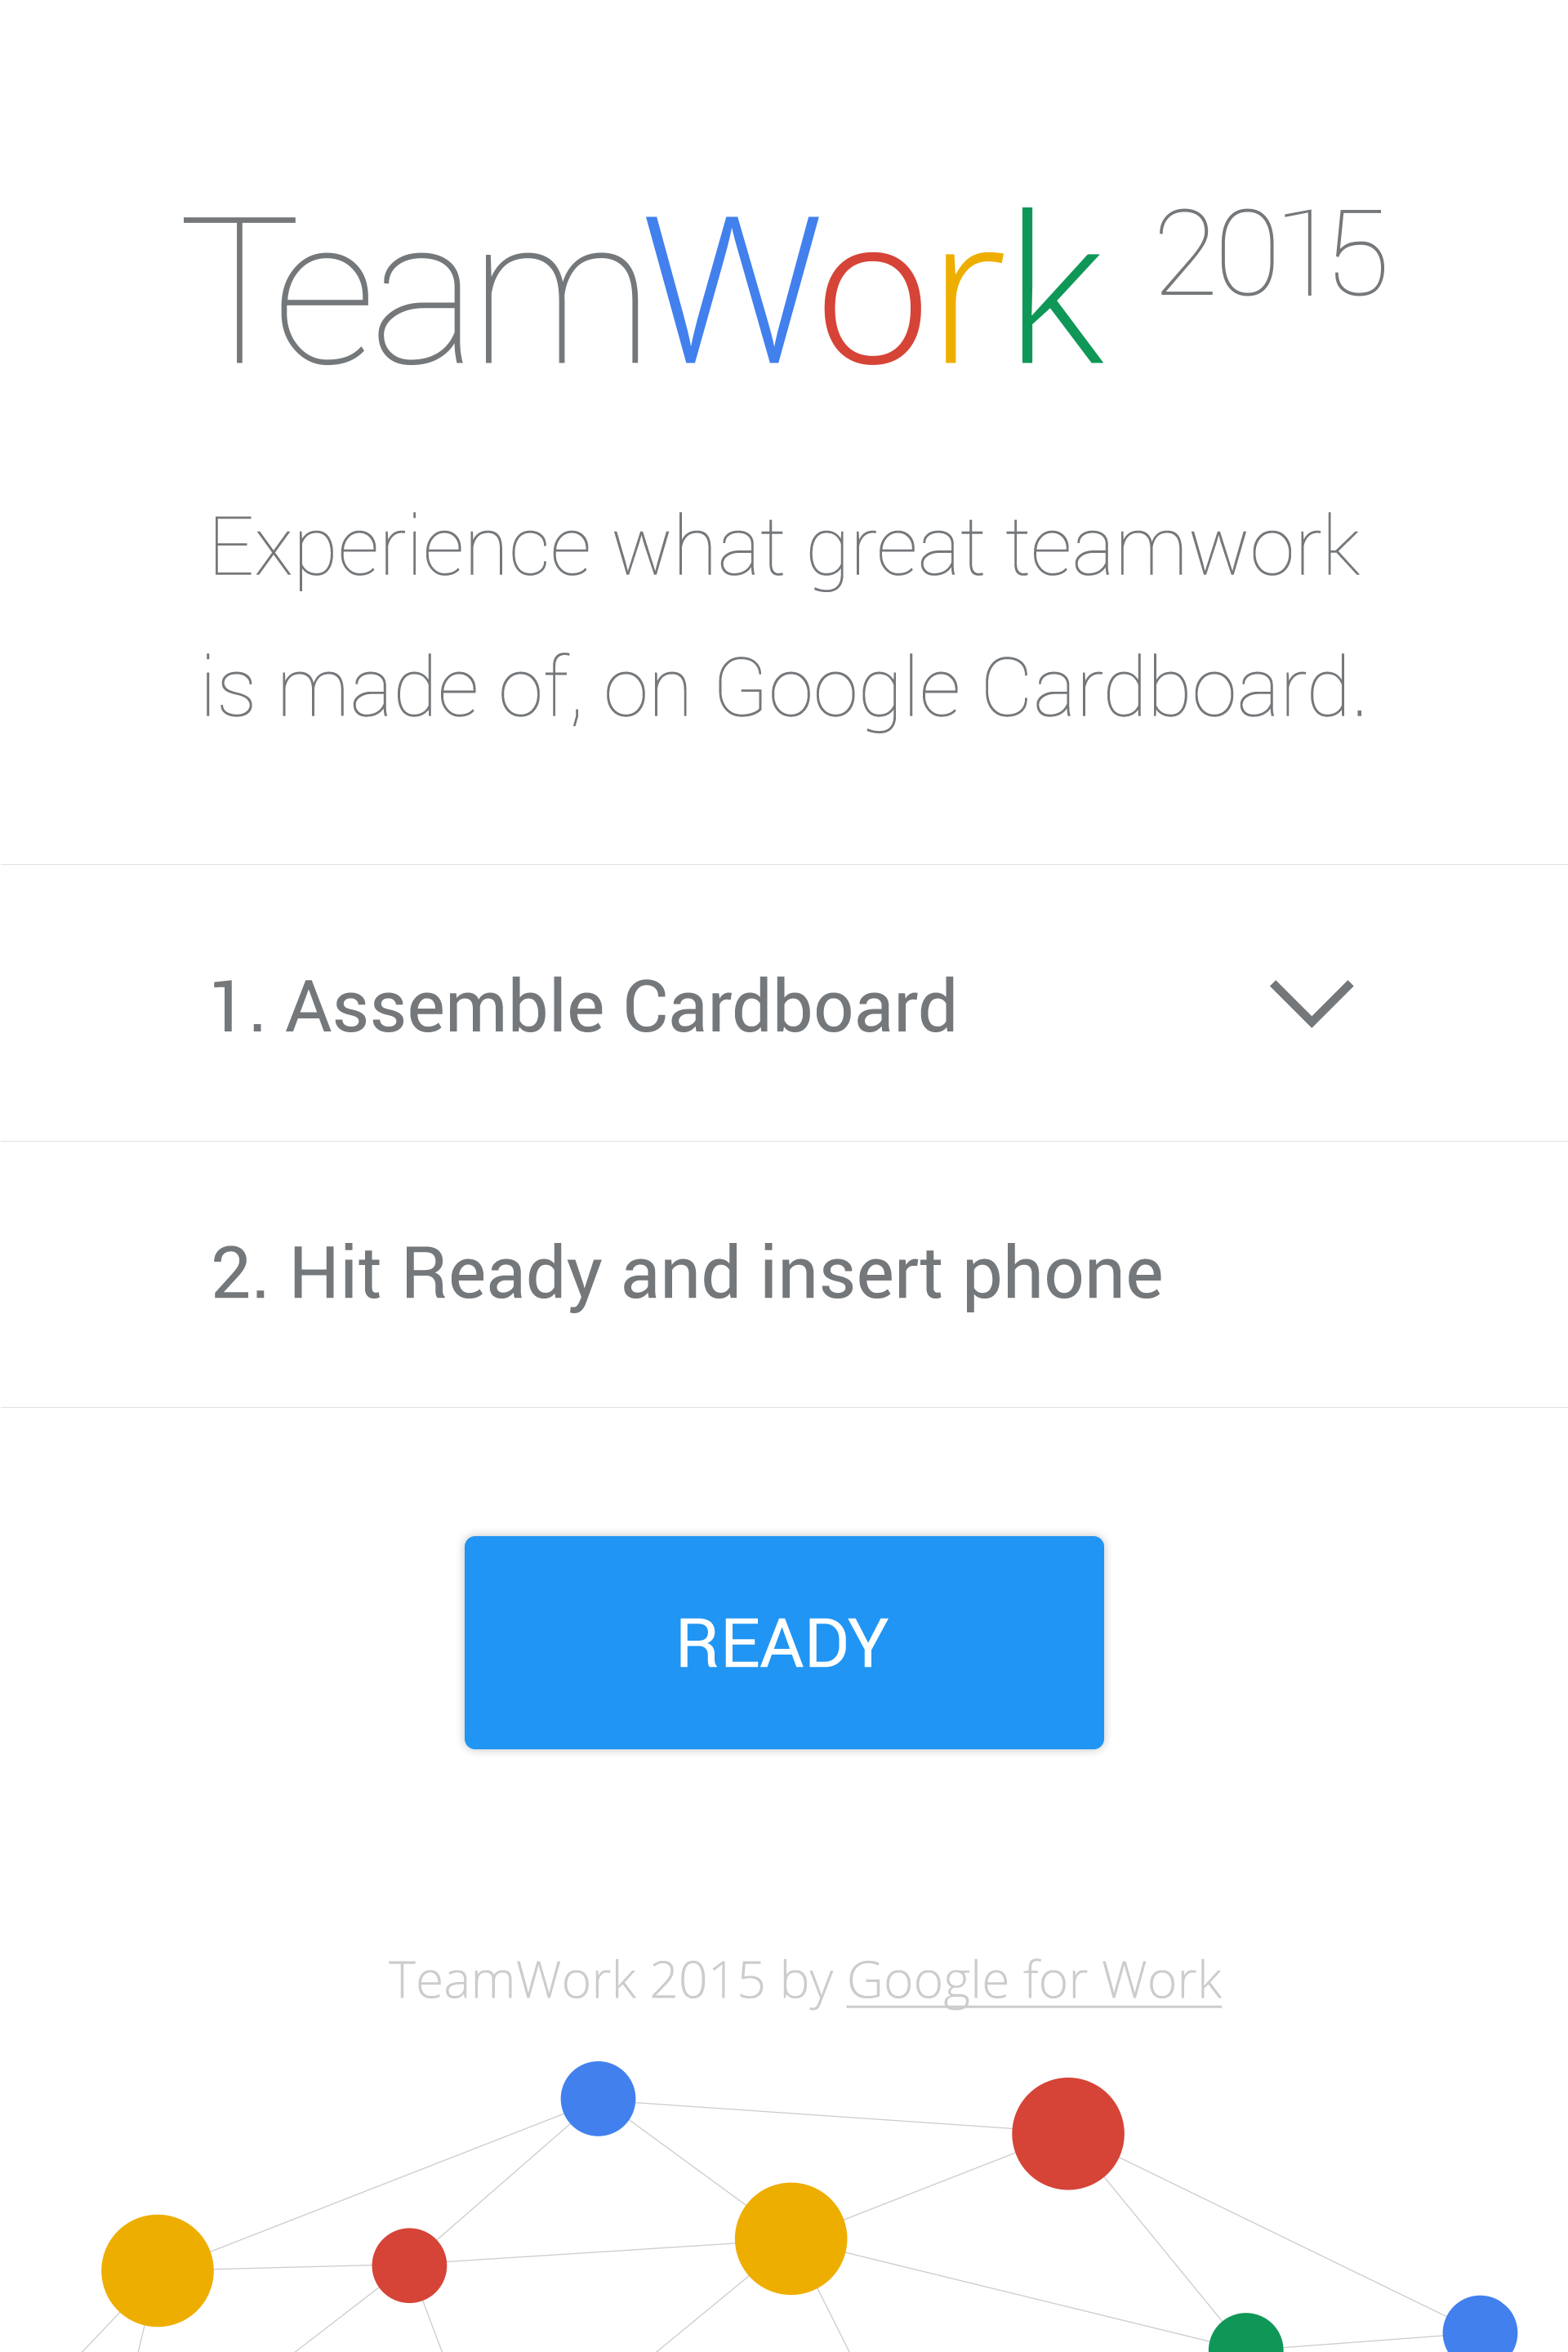 TeamWork 2015
Experience what great teamwork
is made of, on Google Cardboard.
1. Assemble Cardboard
2. Hit Ready and insert phone
READY
TeamWork 2015 by Google for Work